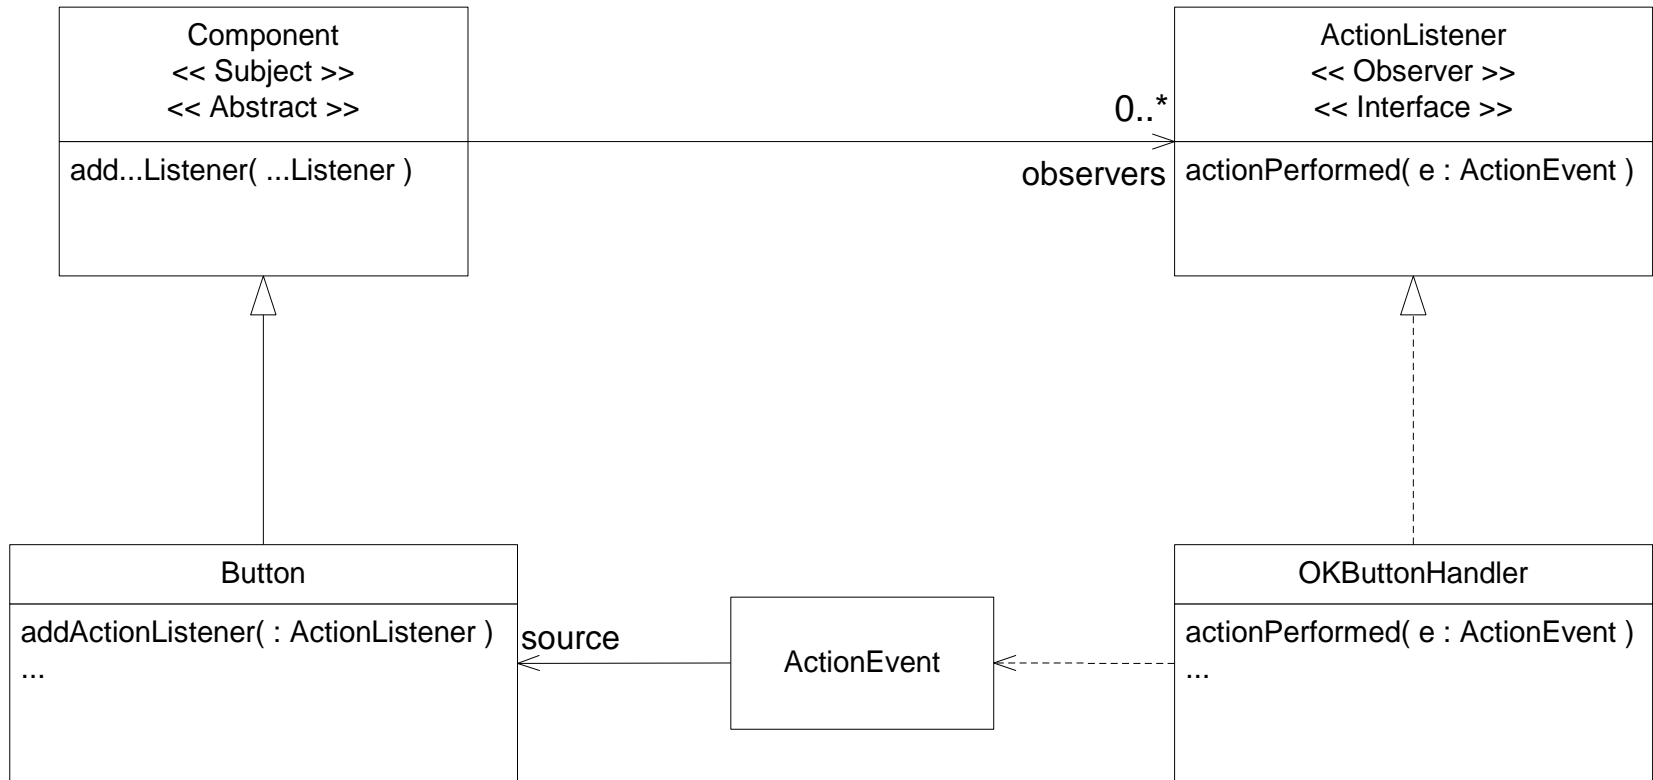 Component
<< Subject >>
<< Abstract >>
add...Listener( ...Listener )
0..*
observers
ActionListener
<< Observer >>
<< Interface >>
actionPerformed( e : ActionEvent )
Button
addActionListener( : ActionListener )
...
source
ActionEvent
OKButtonHandler
actionPerformed( e : ActionEvent )
...